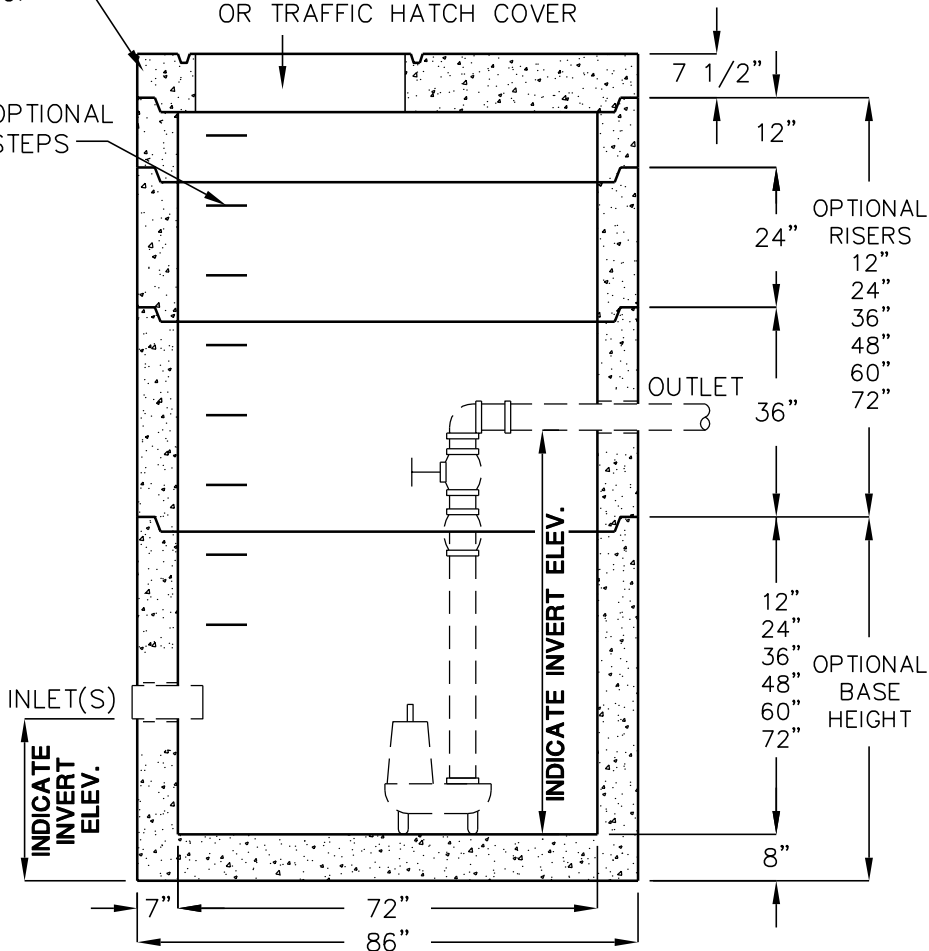 OR TRAFFIC HATCH COVER
7 1/2”
OPTIONAL
STEPS
12”
24”
OPTIONAL
RISERS
12”
24”
36”
48”
60”
72”
OUTLET
36”
INDICATE INVERT ELEV.
12”
24”
36”
48”
60”
72”
OPTIONAL
BASE
HEIGHT
INLET(S)
INDICATE
INVERT
ELEV.
8”
7”
72”
86”